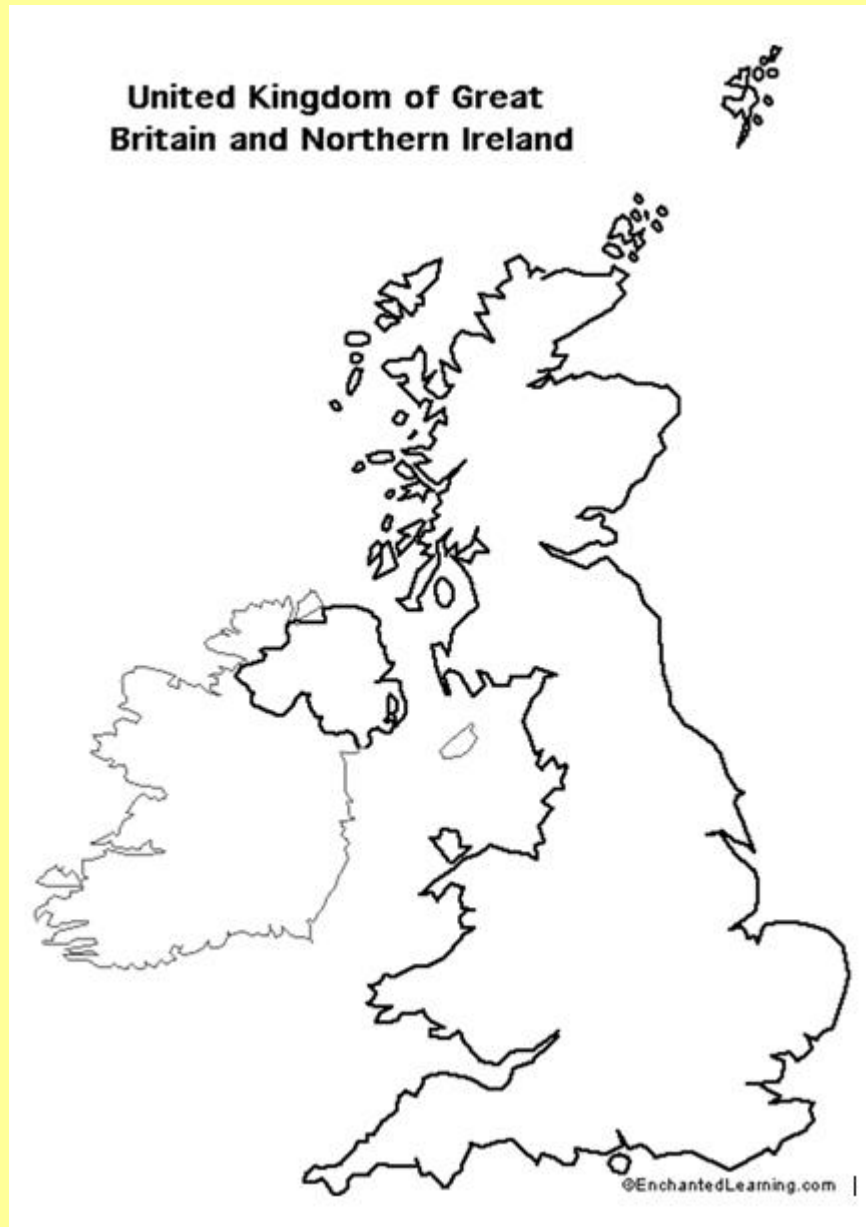 United Kingdom of Great
Britain and Northern Ireland
©EnchantedLearning.com